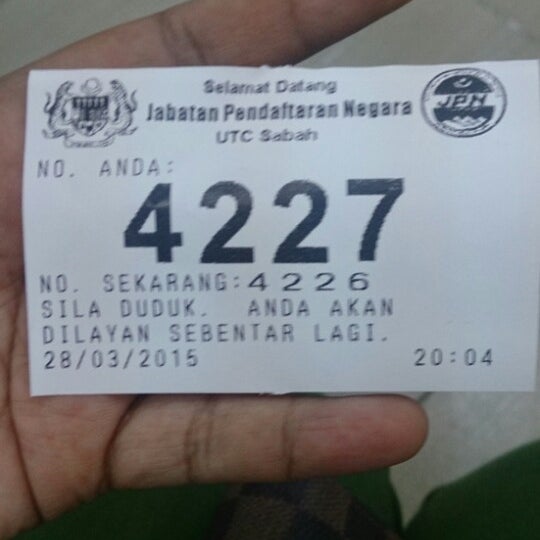 Selamat Datang
Jabatan Pendaftaran Negara
UTC Sabah
JPN
NO. ANDA:
4227
NO. SEKARANG:4226
SILA DUDUK. ANDA AKAN
DILAYAN SEBENTAR LAGI.
28/03/2015 20:04